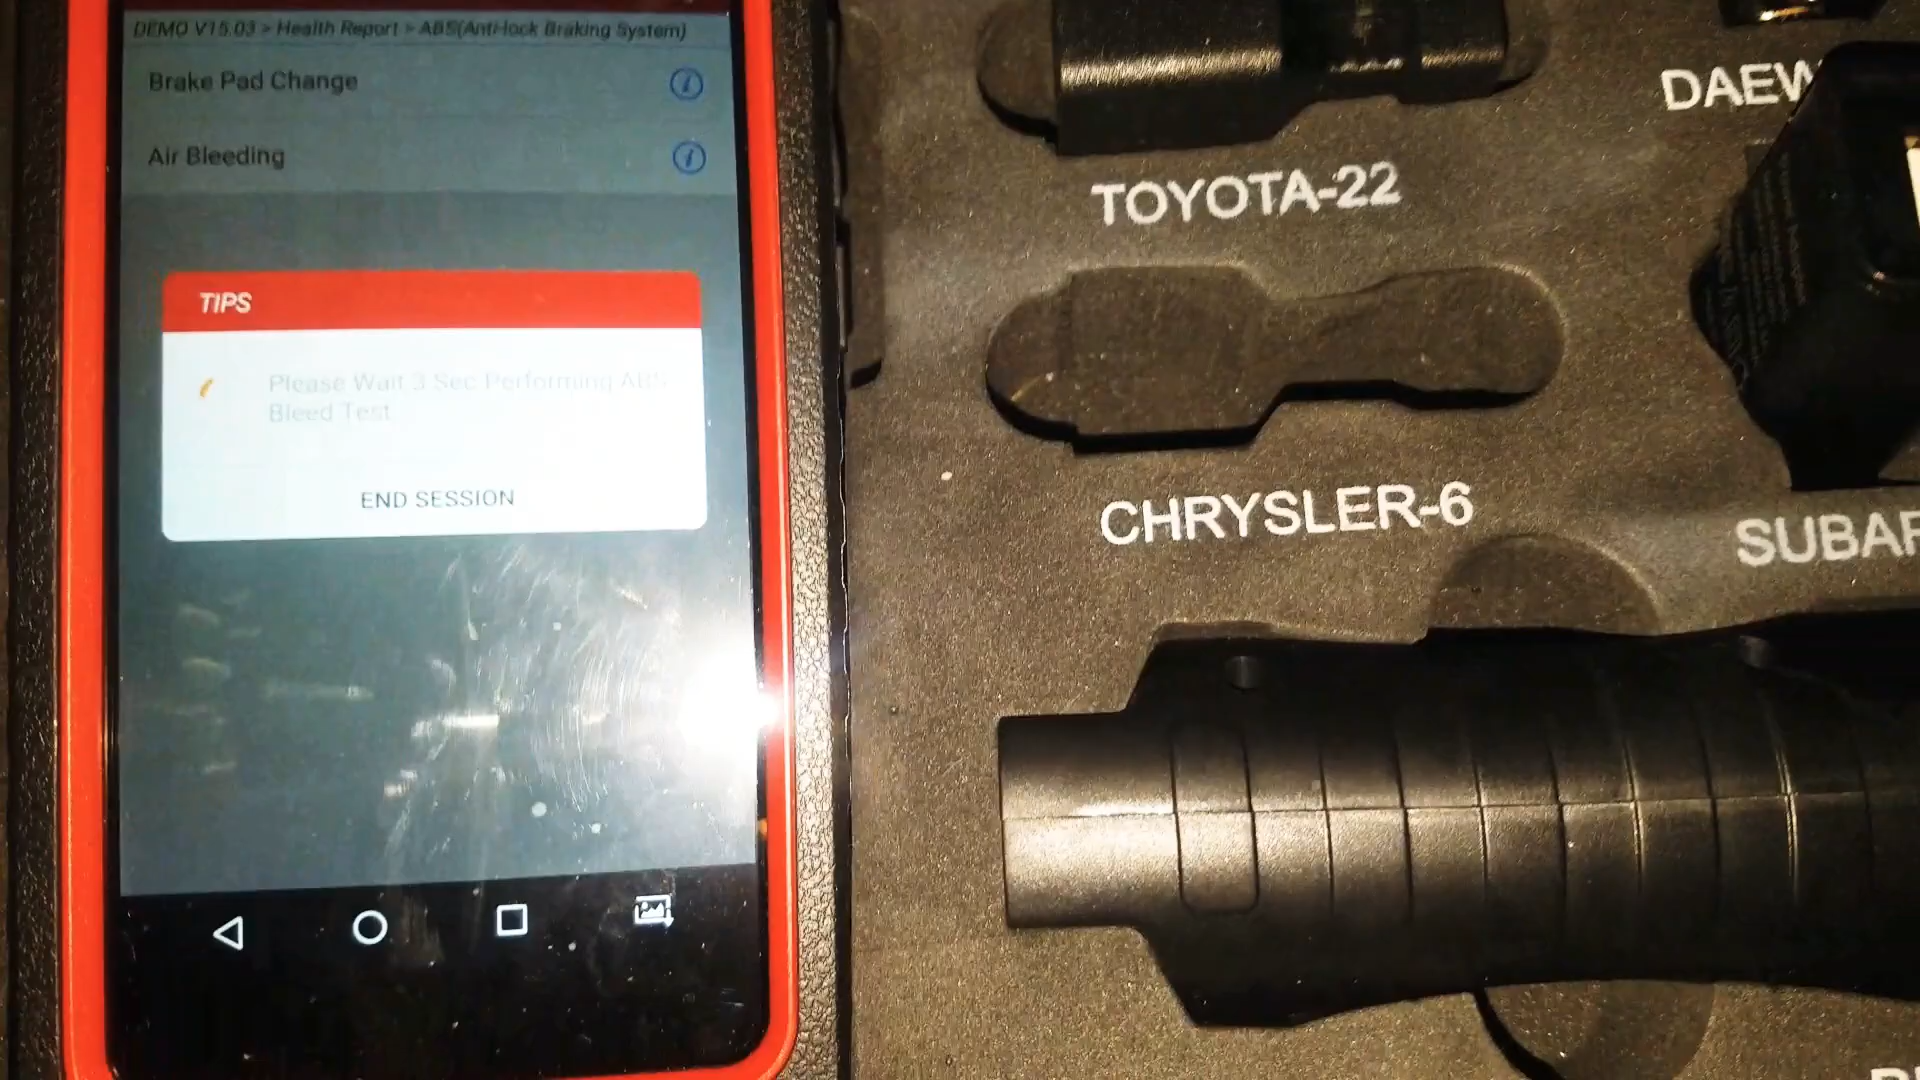 DEMO V15.03 > Health Report > ABS(Anti-lock Braking System)
Brake Pad Change
Air Bleeding
TIPS
Please Wait 3 Sec Performing ABS
Bleed Test
END SESSION
DAEW
TOYOTA-22
CHRYSLER-6
SUBAR